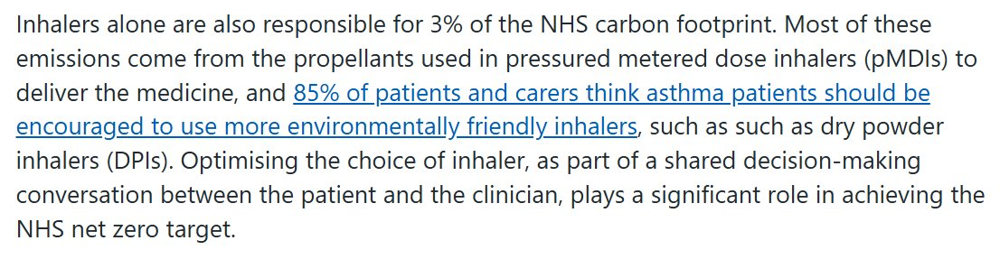 Inhalers alone are also responsible for 3% of the NHS carbon footprint. Most of these
emissions come from the propellants used in pressured metered dose inhalers (pMDIs) to
deliver the medicine, and 85% of patients and carers think asthma patients should be
encouraged to use more environmentally friendly inhalers, such as such as dry powder
inhalers (DPIs). Optimising the choice of inhaler, as part of a shared decision-making
conversation between the patient and the clinician, plays a significant role in achieving the
NHS net zero target.